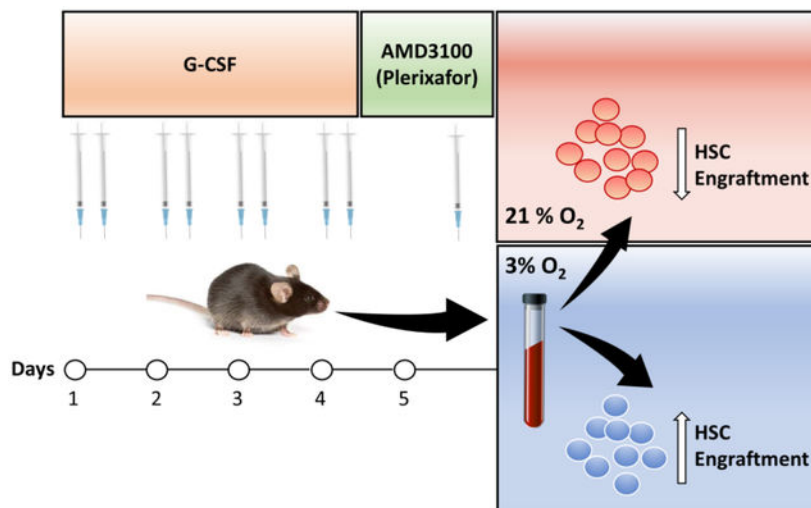 G-CSF
AMD3100
(Plerixafor)
HSC
Engraftment
21 % O₂
3% O₂
Days
1 2 3 4 5
HSC
Engraftment